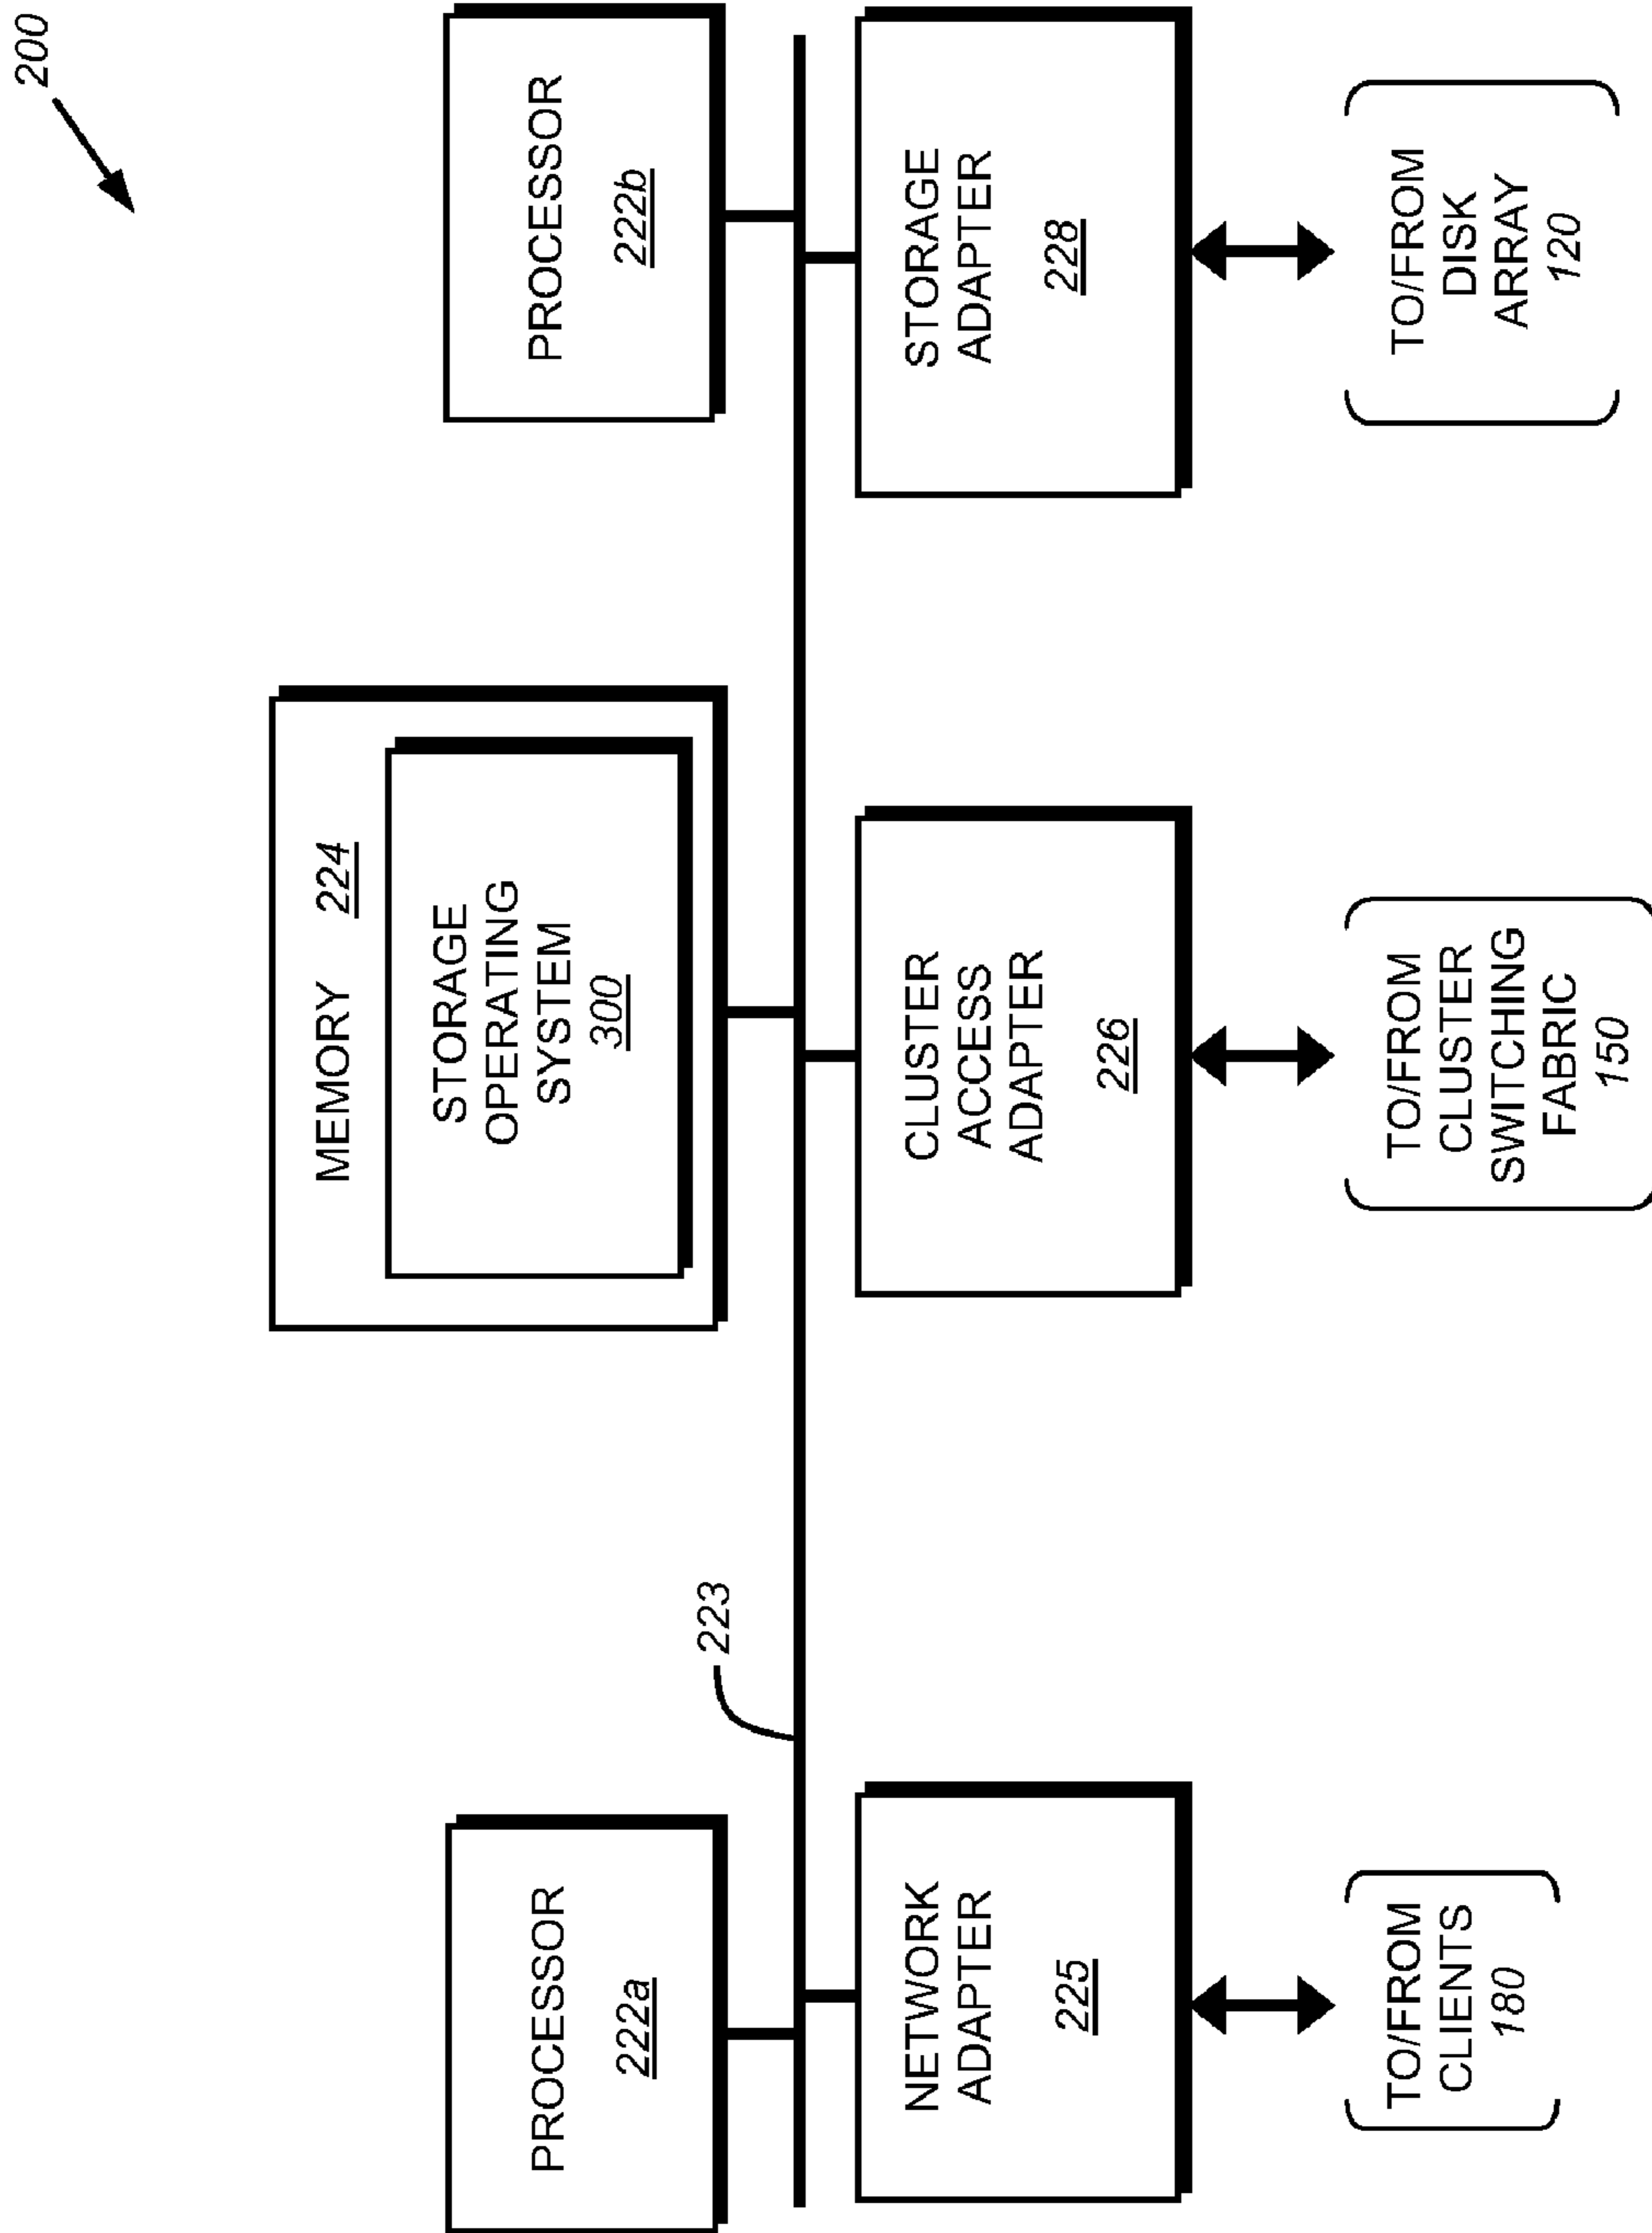 200
PROCESSOR
222a
MEMORY 224
STORAGE
OPERATING
SYSTEM
300
PROCESSOR
222b
223
NETWORK
ADAPTER
225
CLUSTER
ACCESS
ADAPTER
226
STORAGE
ADAPTER
228
TO/FROM
CLIENTS
180
TO/FROM
CLUSTER
SWITCHING
FABRIC
150
TO/FROM
DISK
ARRAY
120